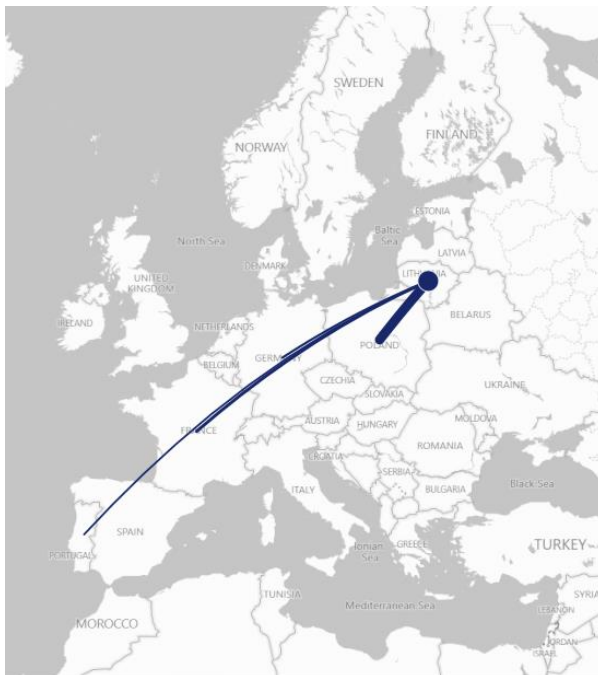 SWEDEN
FINLAND
NORWAY
ESTONIA
Baltic
Sea
North Sea
LATVIA
DENMARK
LITHUANIA
UNITED
KINGDOM
BELARUS
IRELAND
NETHERLANDS
POLAND
GERMANY
BELGIUM
CZECHIA
UKRAINE
SLOVAKIA
MOLDOVA
AUSTRIA
HUNGARY
FRANCE
ROMANIA
CROATIA
SERBIA
Black Sea
ITALY
BULGARIA
SPAIN
TURKEY
GREECE
Ionian
Sea
PORTUGAL
SYRIA
TUNISIA
Mediterranean Sea
LEBANON
MOROCCO
JORDAN
ISRAEL